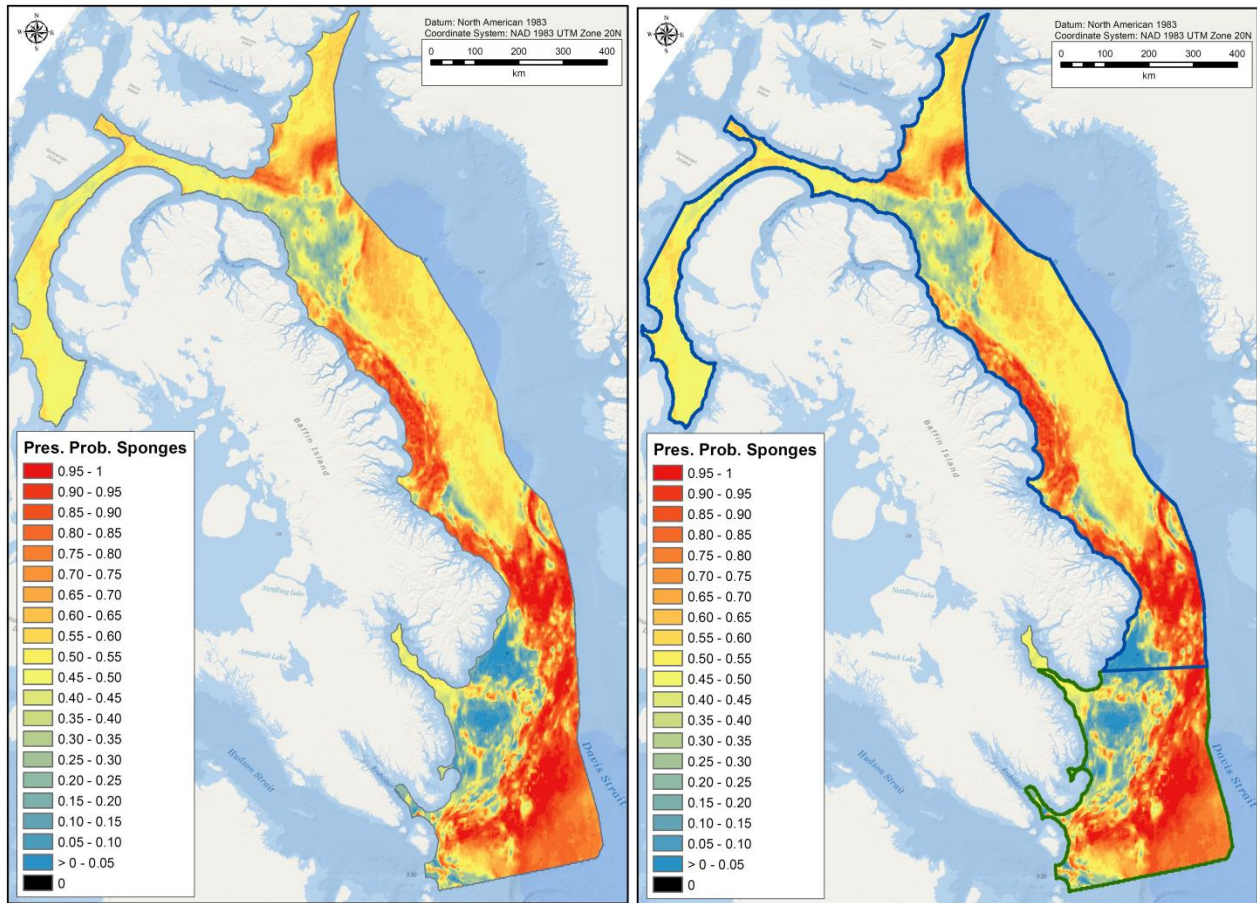 N
W E
S
Datum: North American 1983
Coordinate System: NAD 1983 UTM Zone 20N
0 100 200 300 400
km
Baffin Island
Nettilling Lake
Amadjuak Lake
Hudson Strait
Davis Strait
Pres. Prob. Sponges
0.95 - 1
0.90 - 0.95
0.85 - 0.90
0.80 - 0.85
0.75 - 0.80
0.70 - 0.75
0.65 - 0.70
0.60 - 0.65
0.55 - 0.60
0.50 - 0.55
0.45 - 0.50
0.40 - 0.45
0.35 - 0.40
0.30 - 0.35
0.25 - 0.30
0.20 - 0.25
0.15 - 0.20
0.10 - 0.15
0.05 - 0.10
> 0 - 0.05
0
N
W E
S
Datum: North American 1983
Coordinate System: NAD 1983 UTM Zone 20N
0 100 200 300 400
km
Baffin Island
Nettilling Lake
Amadjuak Lake
Hudson Strait
Davis Strait
Pres. Prob. Sponges
0.95 - 1
0.90 - 0.95
0.85 - 0.90
0.80 - 0.85
0.75 - 0.80
0.70 - 0.75
0.65 - 0.70
0.60 - 0.65
0.55 - 0.60
0.50 - 0.55
0.45 - 0.50
0.40 - 0.45
0.35 - 0.40
0.30 - 0.35
0.25 - 0.30
0.20 - 0.25
0.15 - 0.20
0.10 - 0.15
0.05 - 0.10
> 0 - 0.05
0